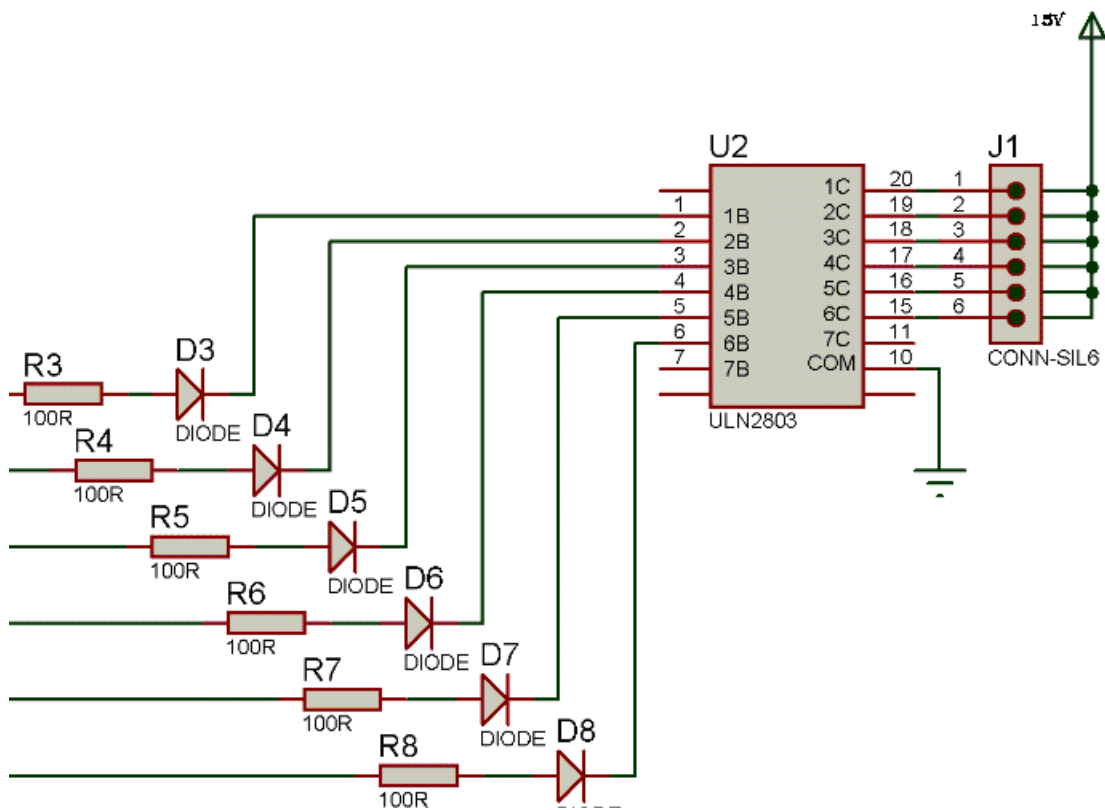 15V
U2
J1
1C 20 1
1 1B 2C 19 2
2 2B 3C 18 3
3 3B 4C 17 4
4 4B 5C 16 5
5 5B 6C 15 6
6 6B 7C 11
7 7B COM 10
ULN2803
CONN-SIL6
R3 D3
100R DIODE
R4 D4
100R DIODE
R5 D5
100R DIODE
R6 D6
100R DIODE
R7 D7
100R DIODE
R8 D8
100R DIODE